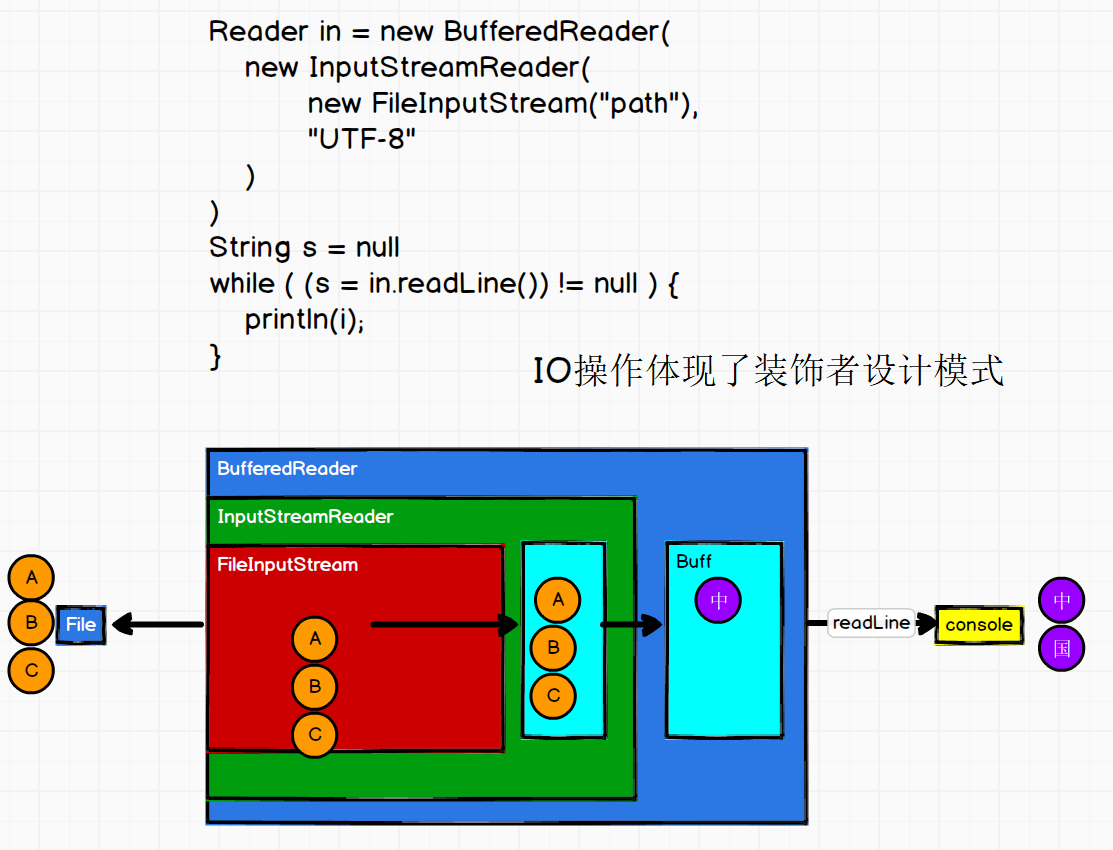 Reader in = new BufferedReader(
new InputStreamReader(
new FileInputStream("path"),
"UTF-8"
)
)
String s = null
while ( (s = in.readLine()) != null ) {
println(i);
}
IO操作体现了装饰者设计模式
BufferedReader
InputStreamReader
FileInputStream
Buff
A
B
C
File
A
B
C
A
B
C
中
readLine
console
中
国